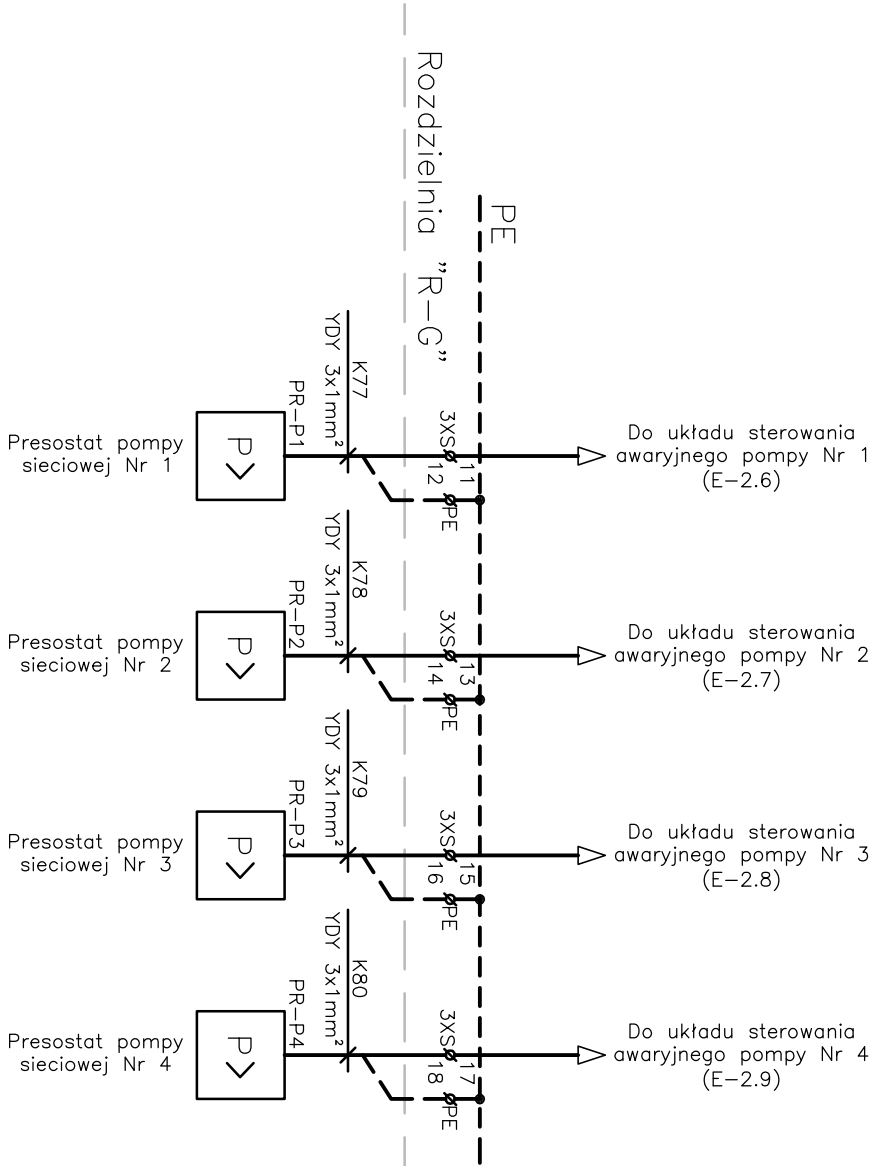 Rozdzielnia "R-G"
PE
Presostat pompy
sieciowej Nr 1
P
PR-P1
K77
YDY 3x1mm²
3XS
11
12
PE
Do układu sterowania
awaryjnego pompy Nr 1
(E-2.6)
Presostat pompy
sieciowej Nr 2
P
PR-P2
K78
YDY 3x1mm²
3XS
13
14
PE
Do układu sterowania
awaryjnego pompy Nr 2
(E-2.7)
Presostat pompy
sieciowej Nr 3
P
PR-P3
K79
YDY 3x1mm²
3XS
15
16
PE
Do układu sterowania
awaryjnego pompy Nr 3
(E-2.8)
Presostat pompy
sieciowej Nr 4
P
PR-P4
K80
YDY 3x1mm²
3XS
17
18
PE
Do układu sterowania
awaryjnego pompy Nr 4
(E-2.9)